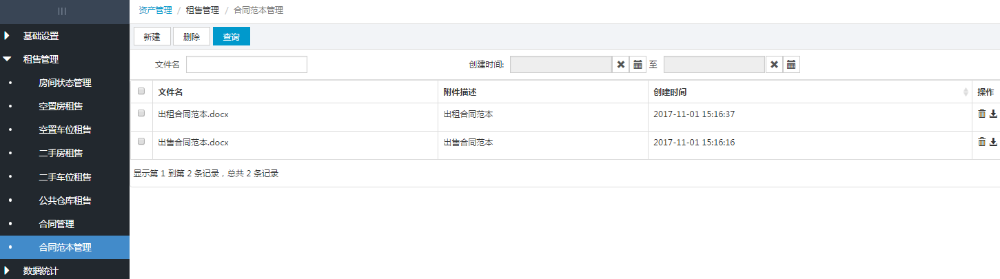 资产管理 / 租售管理 / 合同范本管理
基础设置
租售管理
房间状态管理
空置房租售
空置车位租售
二手房租售
二手车位租售
公共仓库租售
合同管理
合同范本管理
数据统计
新建 删除 查询
文件名 创建时间: 至
文件名 附件描述 创建时间 操作
出租合同范本.docx 出租合同范本 2017-11-01 15:16:37
出售合同范本.docx 出售合同范本 2017-11-01 15:16:16
显示第 1 到第 2 条记录，总共 2 条记录